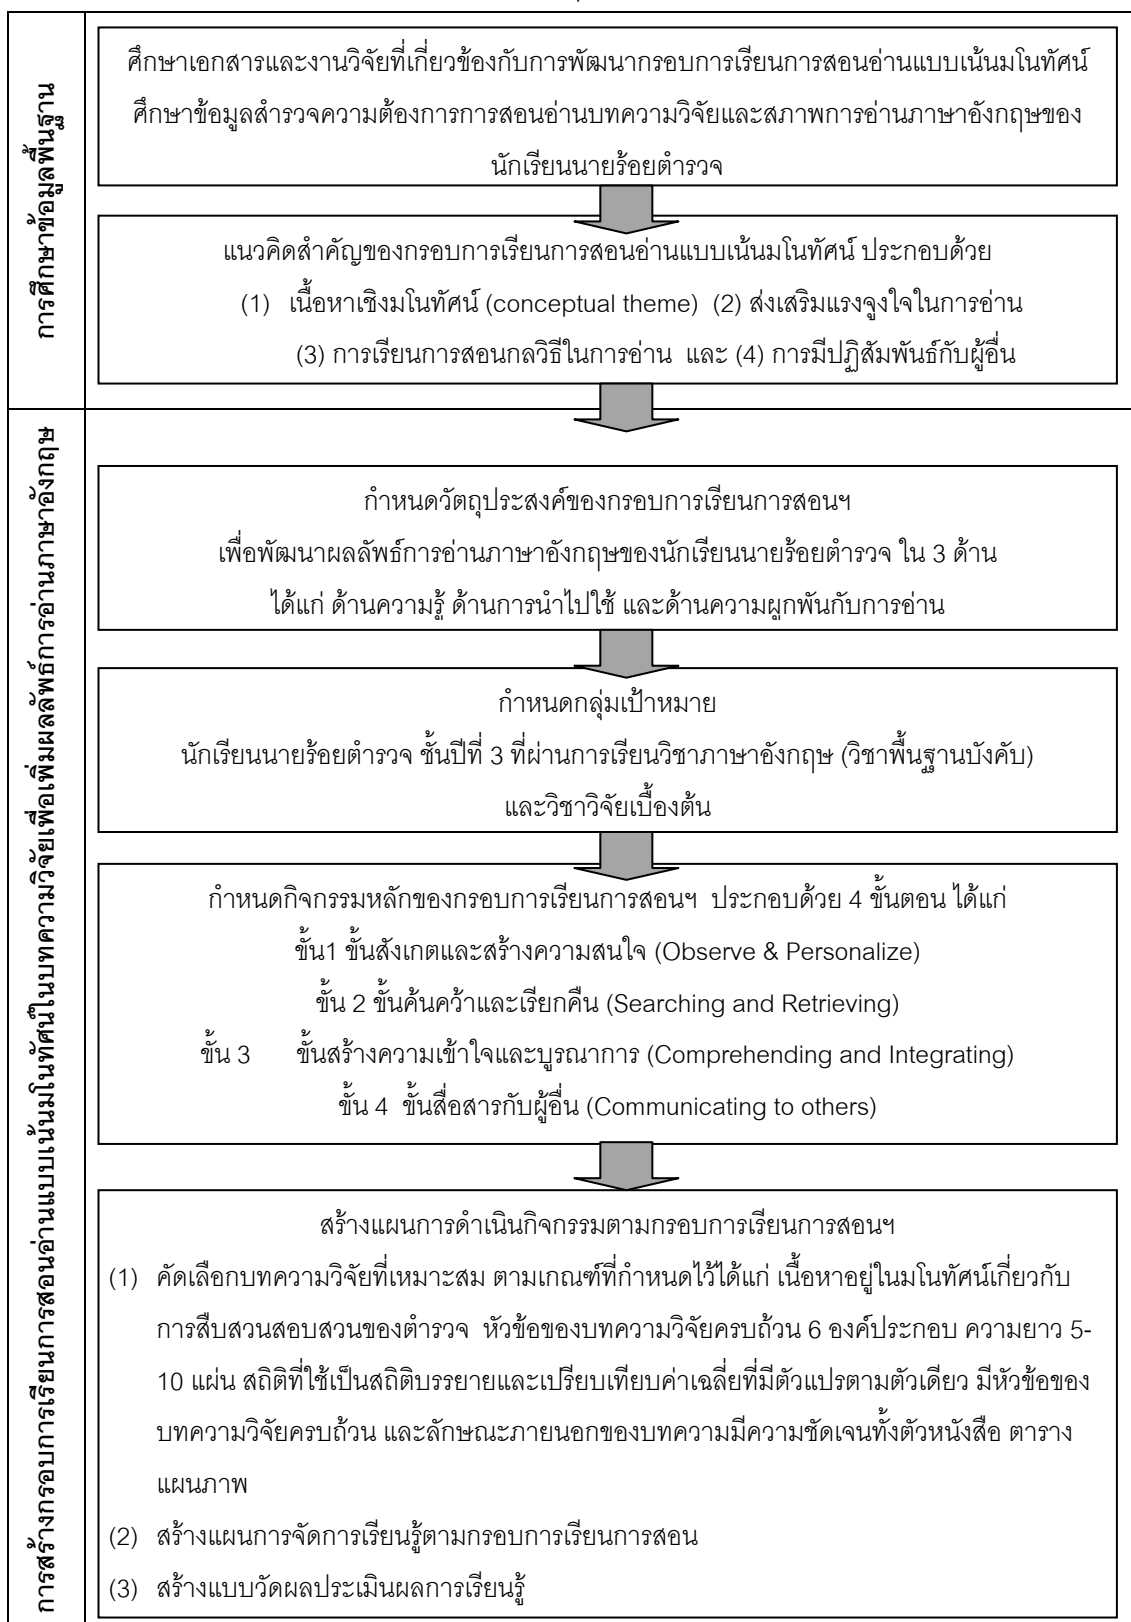 การศึกษาข้อมูลพื้นฐาน
ศึกษาเอกสารและงานวิจัยที่เกี่ยวข้องกับการพัฒนากรอบการเรียนการสอนอ่านแบบเน้นมโนทัศน์
ศึกษาข้อมูลสำรวจความต้องการการสอนอ่านบทความวิจัยและสภาพการอ่านภาษาอังกฤษของ
นักเรียนนายร้อยตำรวจ
แนวคิดสำคัญของกรอบการเรียนการสอนอ่านแบบเน้นมโนทัศน์ ประกอบด้วย
(1) เนื้อหาเชิงมโนทัศน์ (conceptual theme) (2) ส่งเสริมแรงจูงใจในการอ่าน
(3) การเรียนการสอนกลวิธีในการอ่าน และ (4) การมีปฏิสัมพันธ์กับผู้อื่น
การสร้างกรอบการเรียนการสอนอ่านแบบเน้นมโนทัศน์ในบทความวิจัยเพื่อเพิ่มผลลัพธ์การอ่านภาษาอังกฤษ
กำหนดวัตถุประสงค์ของกรอบการเรียนการสอนฯ
เพื่อพัฒนาผลลัพธ์การอ่านภาษาอังกฤษของนักเรียนนายร้อยตำรวจ ใน 3 ด้าน
ได้แก่ ด้านความรู้ ด้านการนำไปใช้ และด้านความผูกพันกับการอ่าน
กำหนดกลุ่มเป้าหมาย
นักเรียนนายร้อยตำรวจ ชั้นปีที่ 3 ที่ผ่านการเรียนวิชาภาษาอังกฤษ (วิชาพื้นฐานบังคับ)
และวิชาวิจัยเบื้องต้น
กำหนดกิจกรรมหลักของกรอบการเรียนการสอนฯ ประกอบด้วย 4 ขั้นตอน ได้แก่
ขั้น1 ขั้นสังเกตและสร้างความสนใจ (Observe & Personalize)
ขั้น 2 ขั้นค้นคว้าและเรียกคืน (Searching and Retrieving)
ขั้น 3 ขั้นสร้างความเข้าใจและบูรณาการ (Comprehending and Integrating)
ขั้น 4 ขั้นสื่อสารกับผู้อื่น (Communicating to others)
สร้างแผนการดำเนินกิจกรรมตามกรอบการเรียนการสอนฯ
(1) คัดเลือกบทความวิจัยที่เหมาะสม ตามเกณฑ์ที่กำหนดไว้ได้แก่ เนื้อหาอยู่ในมโนทัศน์เกี่ยวกับ
การสืบสวนสอบสวนของตำรวจ หัวข้อของบทความวิจัยครบถ้วน 6 องค์ประกอบ ความยาว 5-
10 แผ่น สถิติที่ใช้เป็นสถิติบรรยายและเปรียบเทียบค่าเฉลี่ยที่มีตัวแปรตามตัวเดียว มีหัวข้อของ
บทความวิจัยครบถ้วน และลักษณะภายนอกของบทความมีความชัดเจนทั้งตัวหนังสือ ตาราง
แผนภาพ
(2) สร้างแผนการจัดการเรียนรู้ตามกรอบการเรียนการสอน
(3) สร้างแบบวัดผลประเมินผลการเรียนรู้